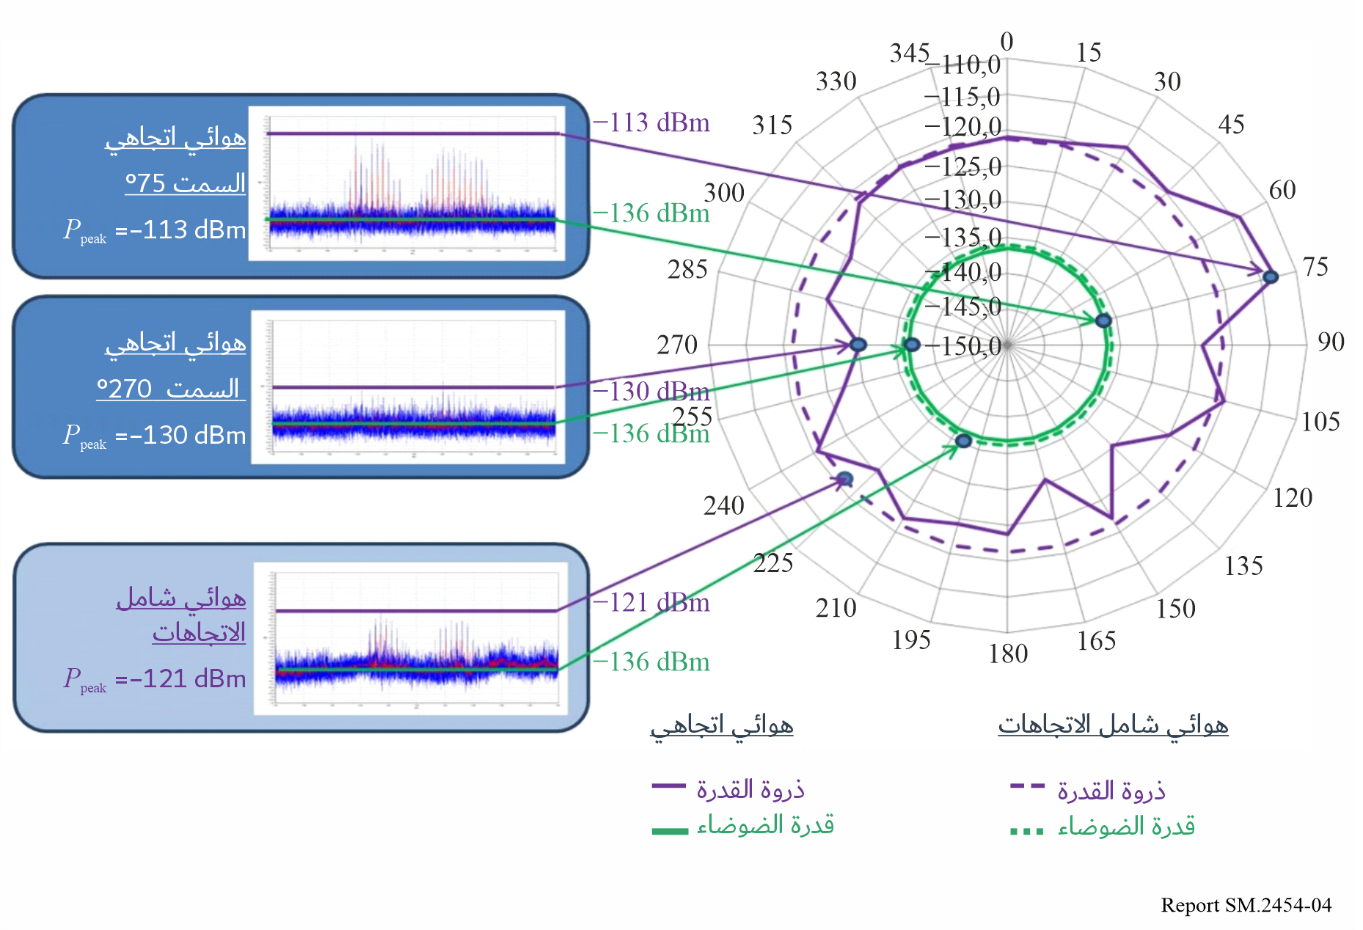 هوائي اتجاهي
السمت 75°
Ppeak =−113 dBm
هوائي اتجاهي
السمت 270°
Ppeak =−130 dBm
هوائي شامل
الاتجاهات
Ppeak =−121 dBm
−113 dBm
−136 dBm
−130 dBm
−136 dBm
−121 dBm
−136 dBm
0
15
30
45
60
75
90
105
120
135
150
165
180
195
210
225
240
255
270
285
300
315
330
345
−110,0
−115,0
−120,0
−125,0
−130,0
−135,0
−140,0
−145,0
−150,0
هوائي شامل الاتجاهات
ذروة القدرة
قدرة الضوضاء
هوائي اتجاهي
ذروة القدرة
قدرة الضوضاء
Report SM.2454-04